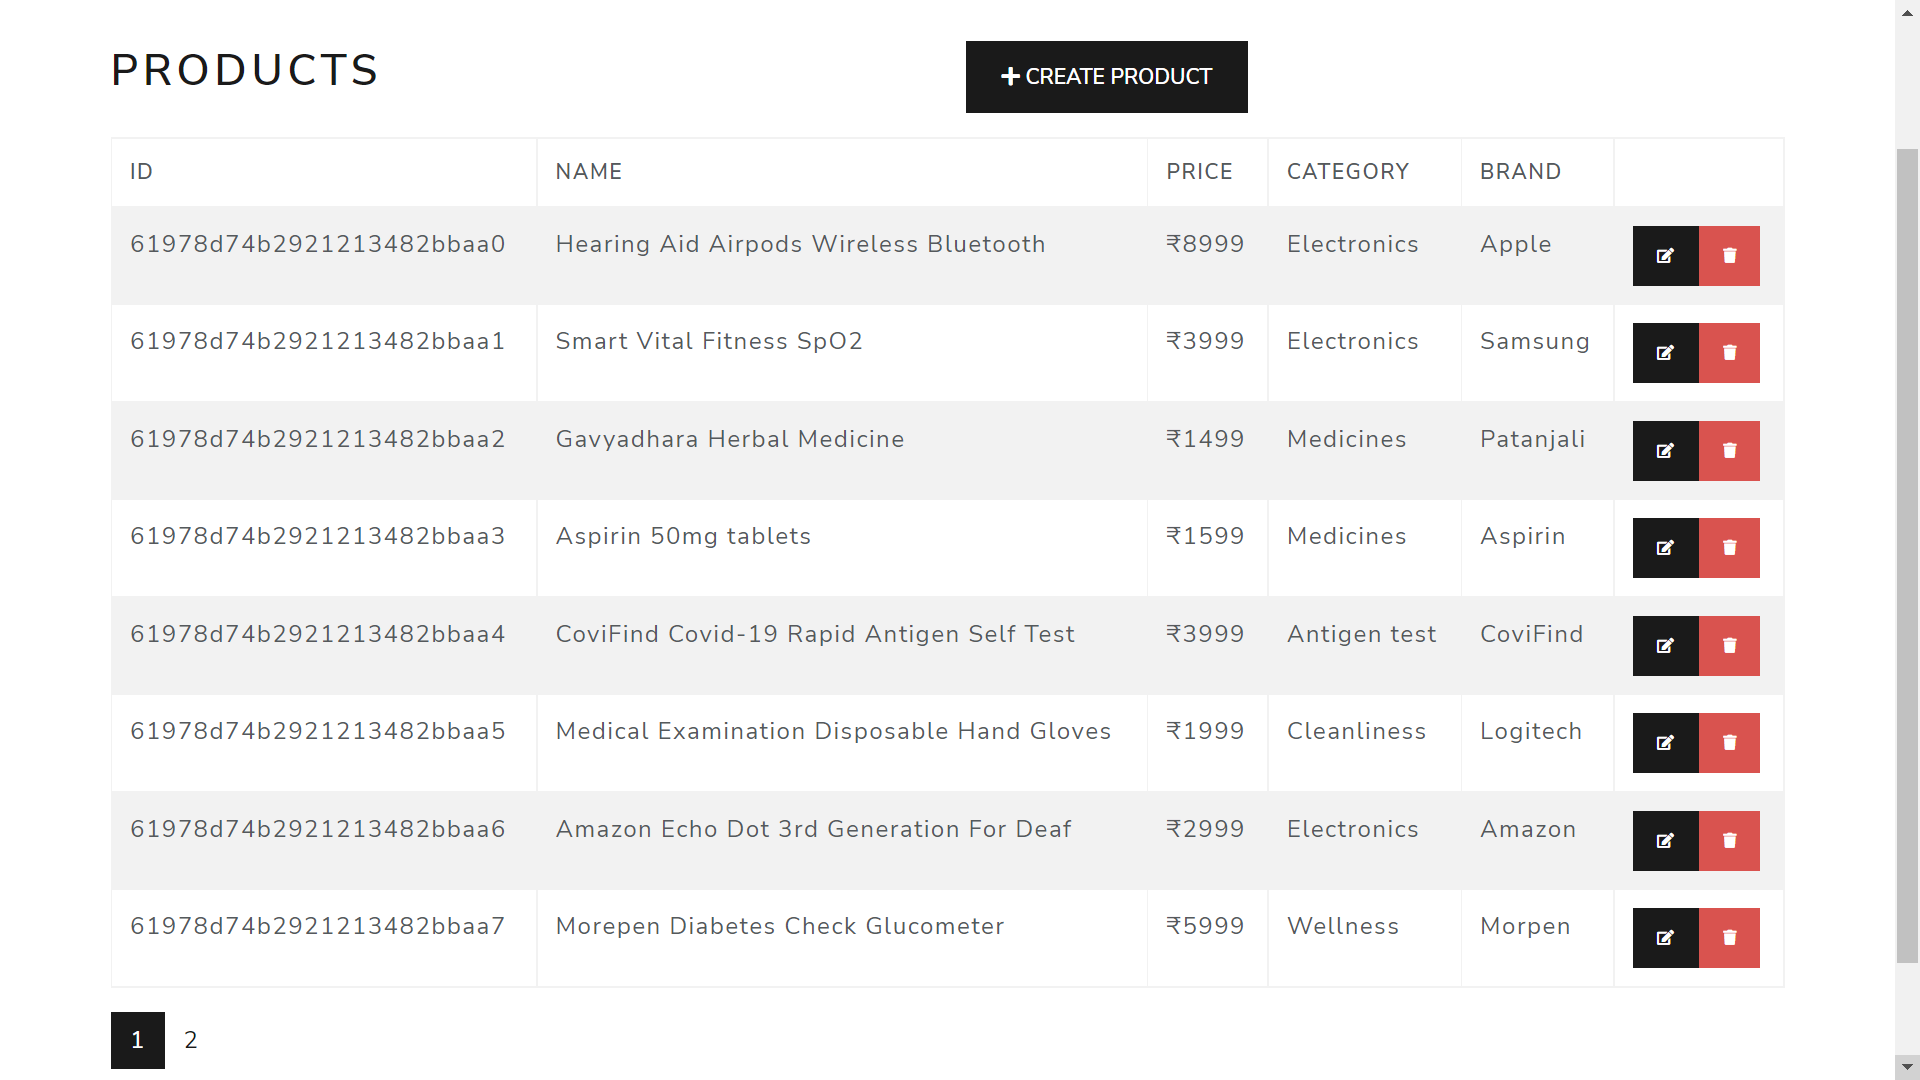 PRODUCTS
CREATE PRODUCT
ID NAME PRICE CATEGORY BRAND
61978d74b2921213482bbaa0 Hearing Aid Airpods Wireless Bluetooth ₹8999 Electronics Apple
61978d74b2921213482bbaa1 Smart Vital Fitness SpO2 ₹3999 Electronics Samsung
61978d74b2921213482bbaa2 Gavyadhara Herbal Medicine ₹1499 Medicines Patanjali
61978d74b2921213482bbaa3 Aspirin 50mg tablets ₹1599 Medicines Aspirin
61978d74b2921213482bbaa4 CoviFind Covid-19 Rapid Antigen Self Test ₹3999 Antigen test CoviFind
61978d74b2921213482bbaa5 Medical Examination Disposable Hand Gloves ₹1999 Cleanliness Logitech
61978d74b2921213482bbaa6 Amazon Echo Dot 3rd Generation For Deaf ₹2999 Electronics Amazon
61978d74b2921213482bbaa7 Morepen Diabetes Check Glucometer ₹5999 Wellness Morpen
1 2